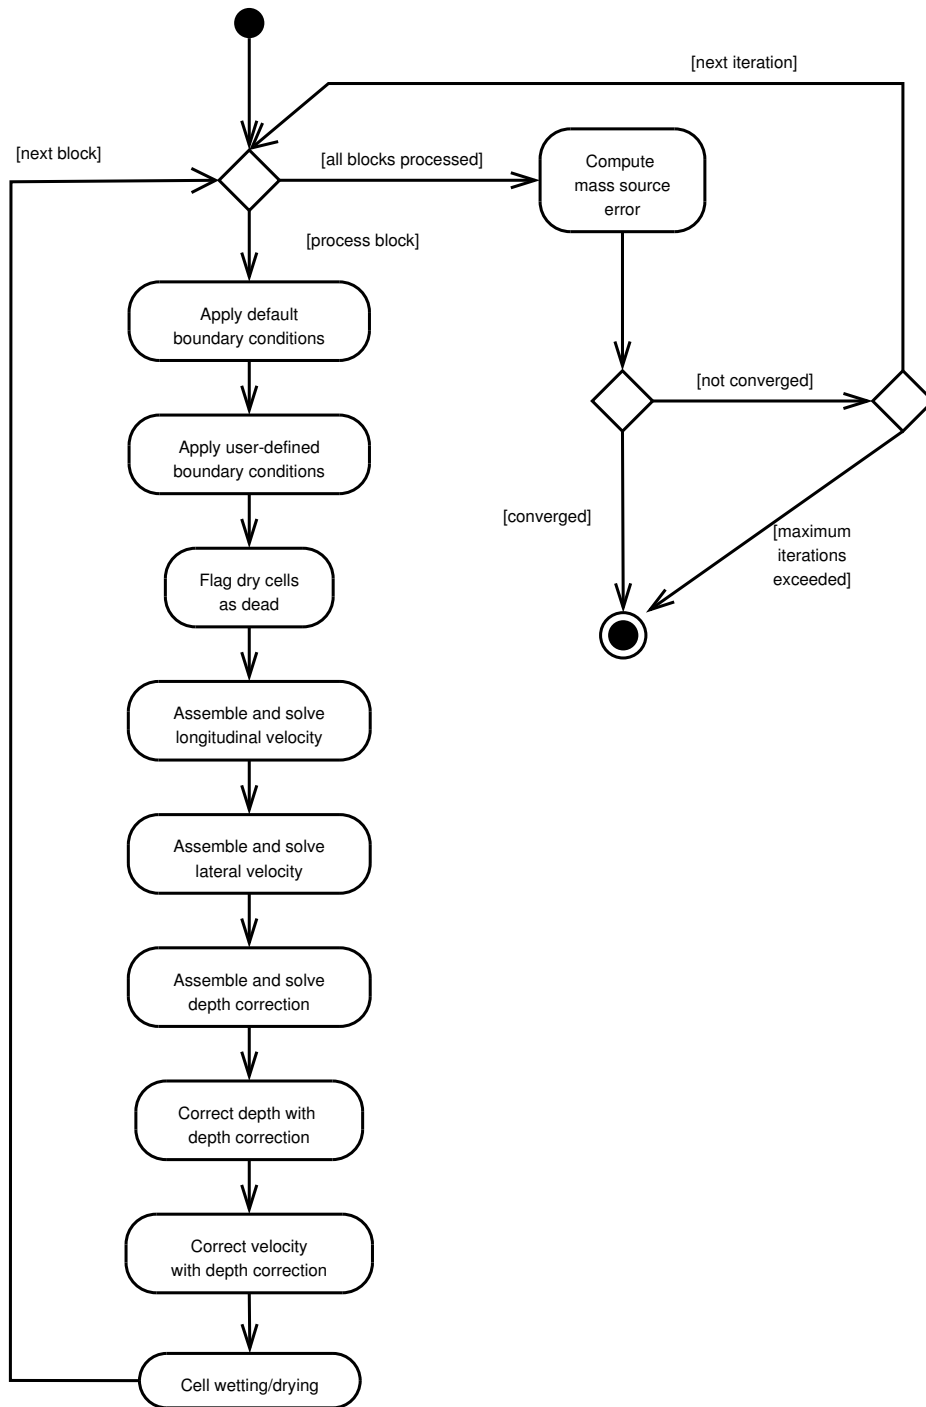 [next iteration]
[next block]
[all blocks processed]
Compute
mass source
error
[process block]
Apply default
boundary conditions
[not converged]
Apply user-defined
boundary conditions
[converged]
[maximum
iterations
exceeded]
Flag dry cells
as dead
Assemble and solve
longitudinal velocity
Assemble and solve
lateral velocity
Assemble and solve
depth correction
Correct depth with
depth correction
Correct velocity
with depth correction
Cell wetting/drying